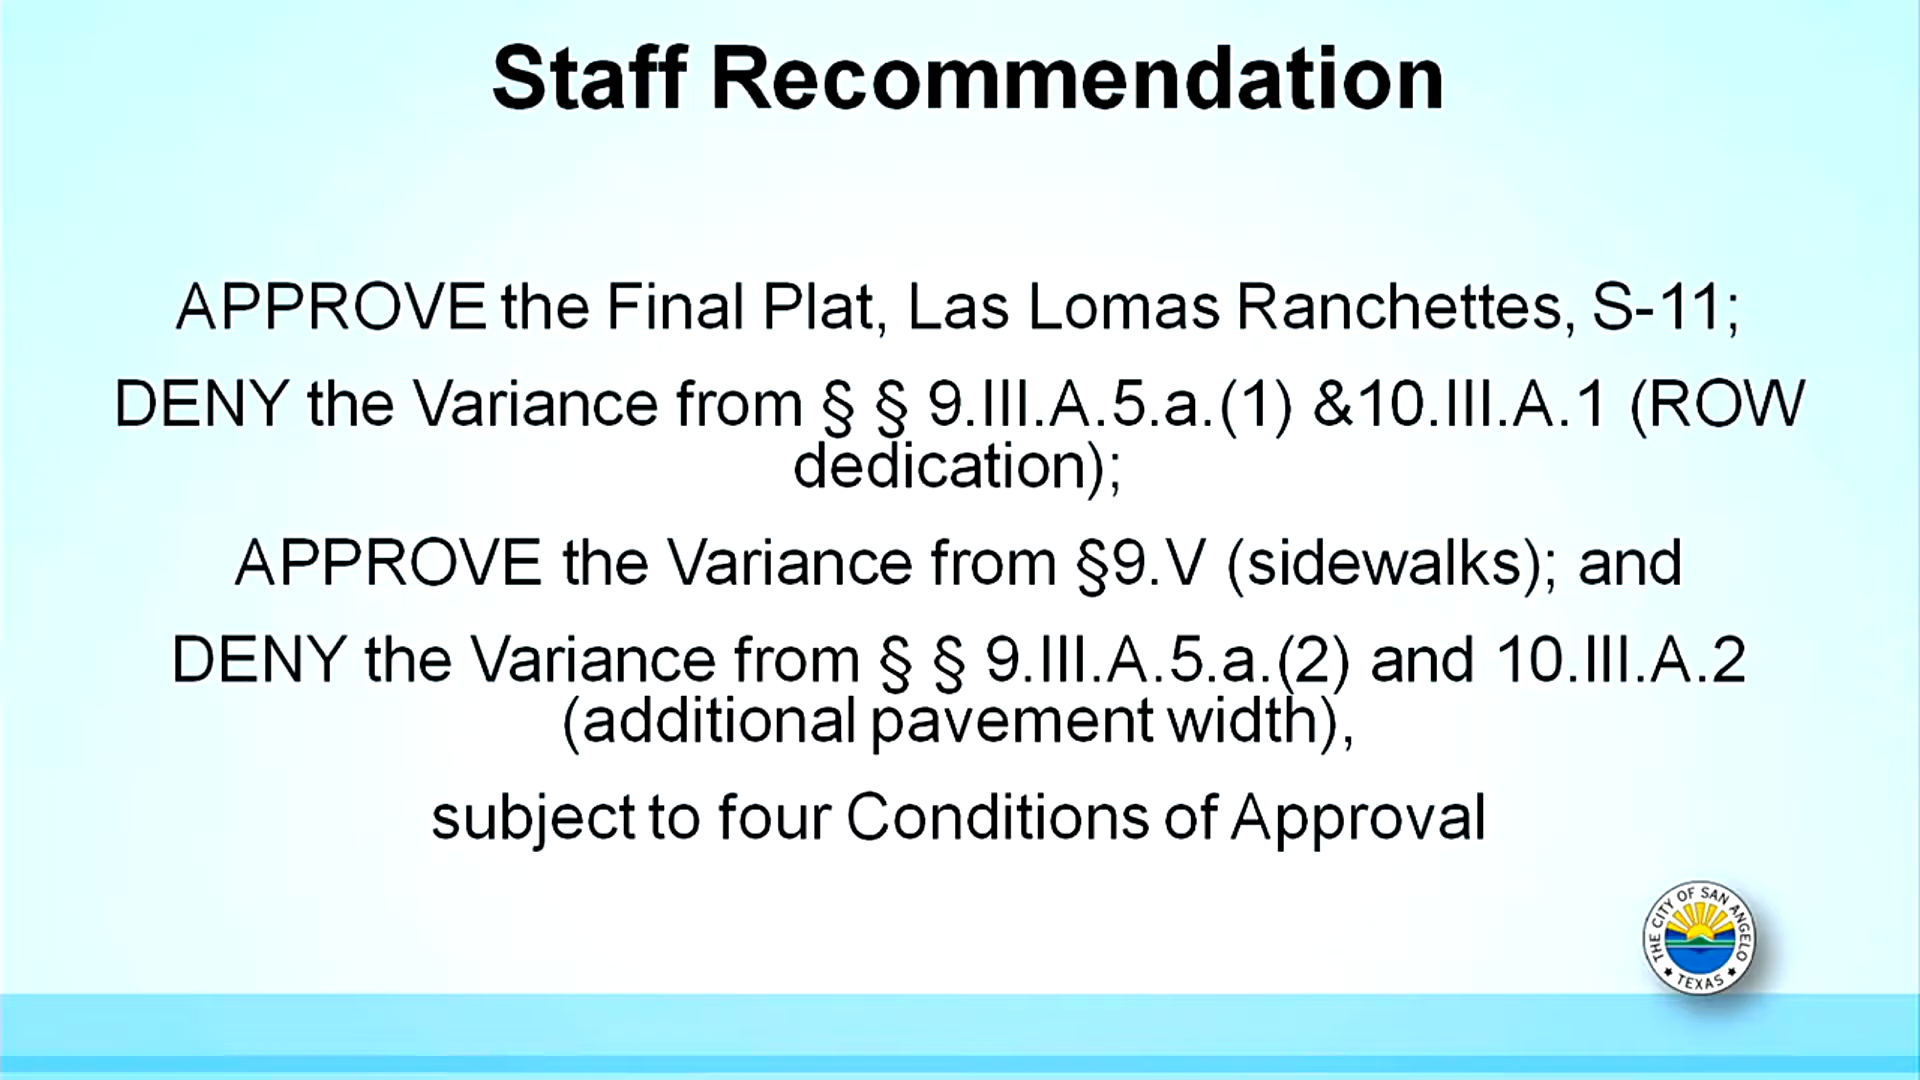 Staff Recommendation
APPROVE the Final Plat, Las Lomas Ranchettes, S-11;
DENY the Variance from § § 9.III.A.5.a.(1) &10.III.A.1 (ROW
dedication);
APPROVE the Variance from §9.V (sidewalks); and
DENY the Variance from § § 9.III.A.5.a.(2) and 10.III.A.2
(additional pavement width),
subject to four Conditions of Approval
THE CITY OF SAN ANGELO
TEXAS